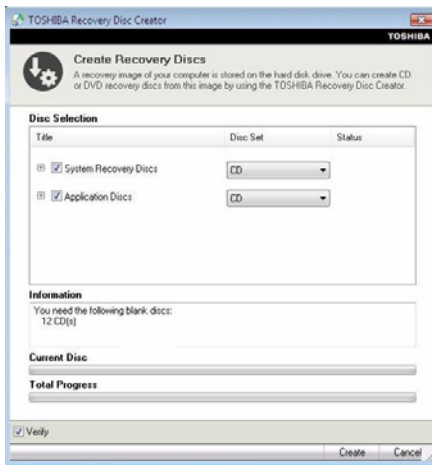 TOSHIBA Recovery Disc Creator
TOSHIBA
Create Recovery Discs
A recovery image of your computer is stored on the hard disk drive. You can create CD
or DVD recovery discs from this image by using the TOSHIBA Recovery Disc Creator.
Disc Selection
Title Disc Set Status
System Recovery Discs CD
Application Discs CD
Information
You need the following blank discs:
12 CD(s)
Current Disc
Total Progress
Verify
Create Cancel